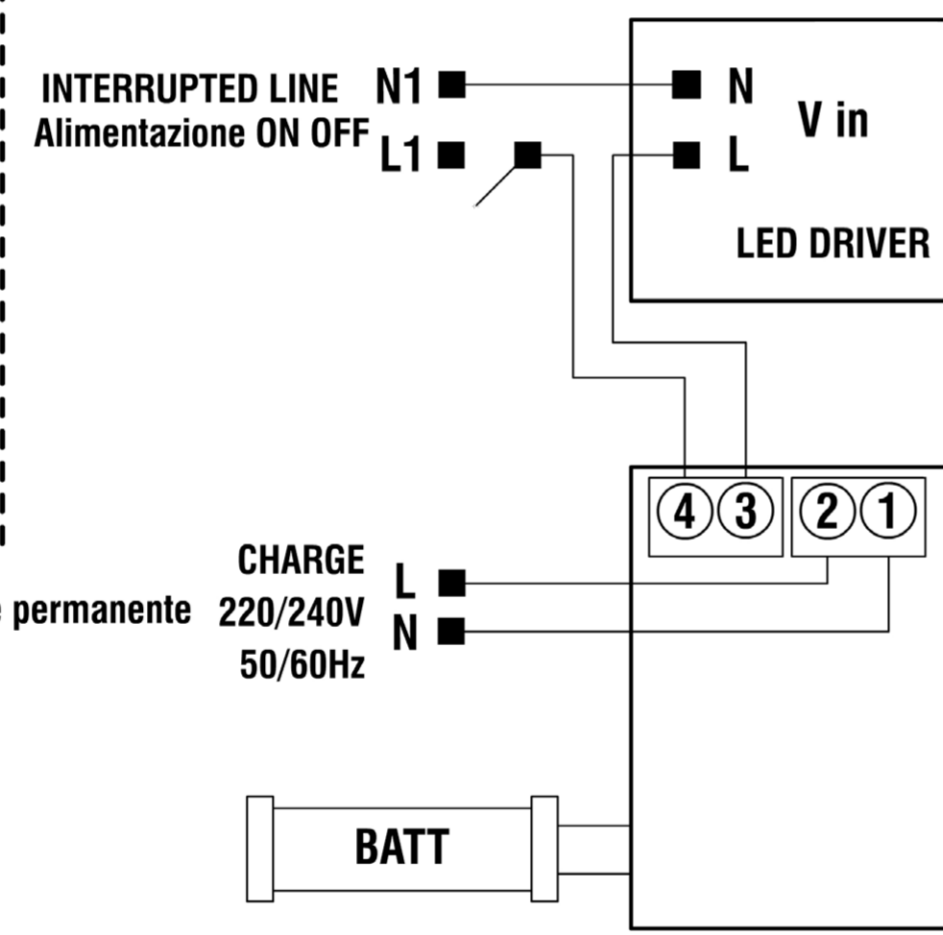 INTERRUPTED LINE N1
Alimentazione ON OFF L1
N
L
V in
LED DRIVER
4 3 2 1
CHARGE
L
permanente 220/240V
N
50/60Hz
BATT